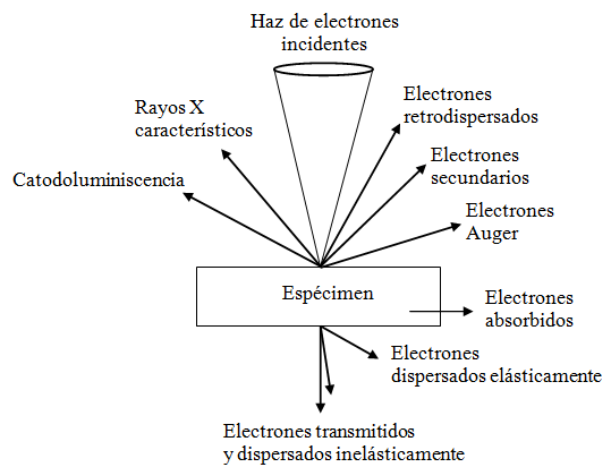 Haz de electrones
incidentes
Electrones
retrodispersados
Rayos X
característicos
Electrones
secundarios
Catodoluminiscencia
Electrones
Auger
Espécimen
Electrones
absorbidos
Electrones
dispersados elásticamente
Electrones transmitidos
y dispersados inelásticamente